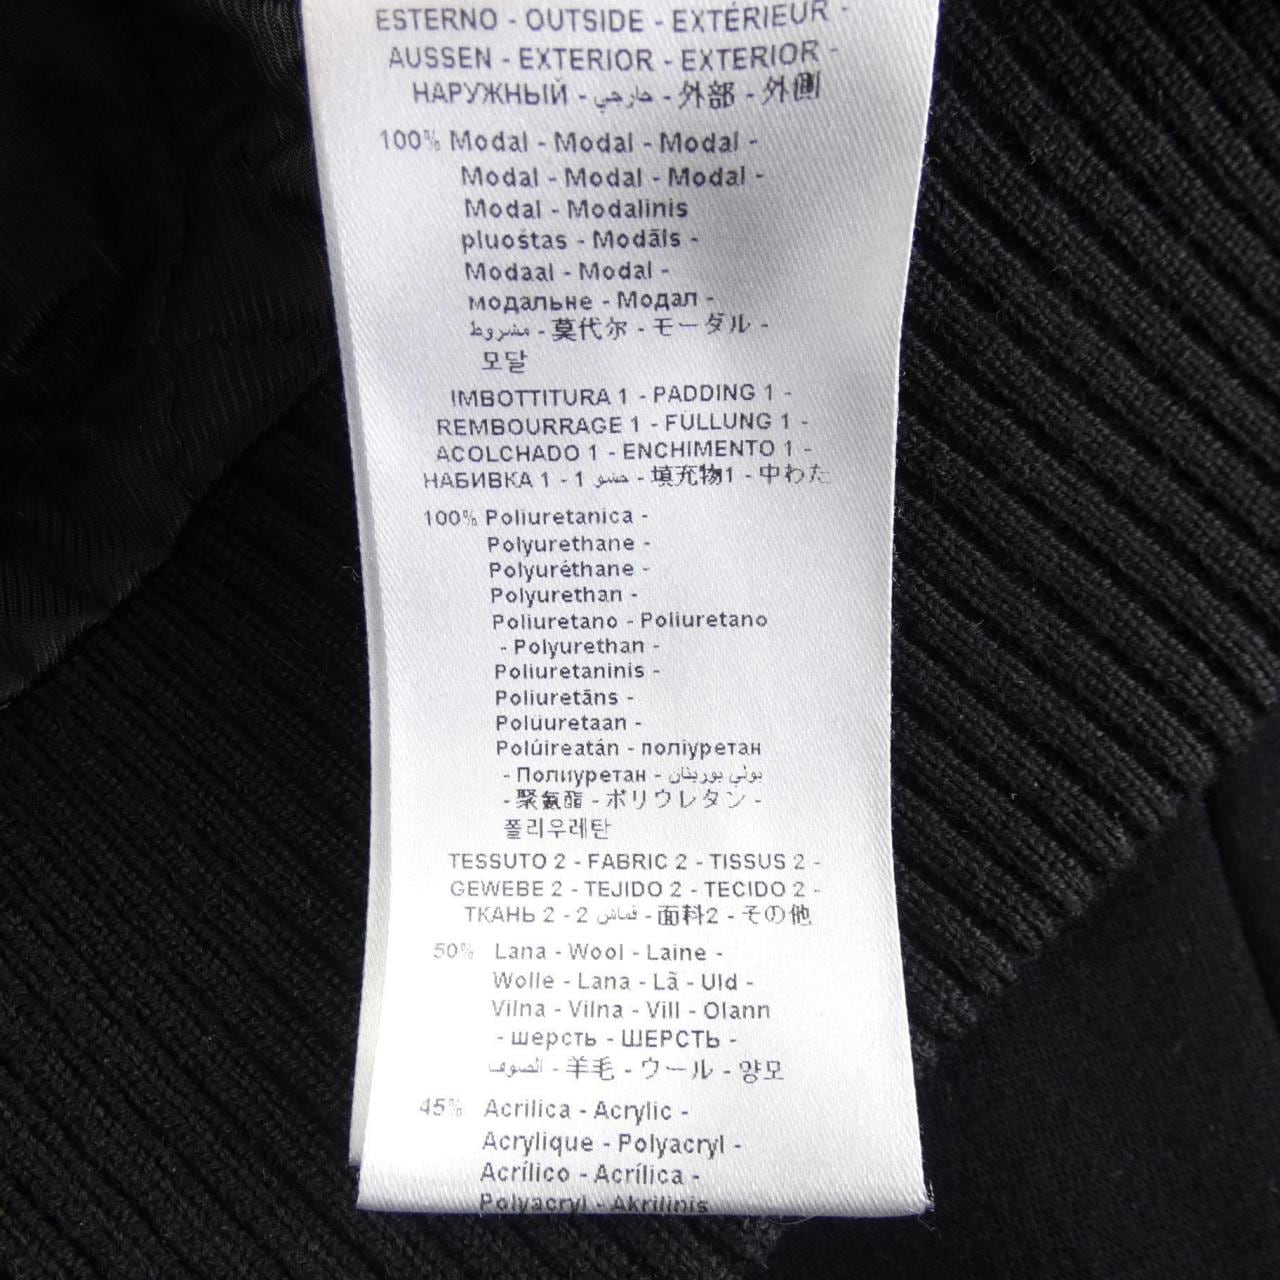 ESTERNO - OUTSIDE - EXTÉRIEUR -
AUSSEN - EXTERIOR - EXTERIOR -
НАРУЖНЫЙ - خارجي - 外部 - 外側
100% Modal - Modal - Modal -
Modal - Modal - Modal -
Modal - Modalinis
pluoštas - Modāls -
Modaal - Modal -
модальне - Модал -
مشروط - 莫代尔 - モーダル -
모달
IMBOTTITURA 1 - PADDING 1 -
REMBOURRAGE 1 - FÜLLUNG 1 -
ACOLCHADO 1 - ENCHIMENTO 1 -
НАБИВКА 1 - 1 حشو - 填充物1 - 中わた
100% Poliuretanica -
Polyurethane -
Polyuréthane -
Polyurethan -
Poliuretano - Poliuretano
- Polyurethan -
Poliuretaninis -
Poliuretāns -
Poluuretaan -
Polúireatán - поліуретан
- Полиуретан - بولي يوريثان
- 聚氨酯 - ポリウレタン -
폴리우레탄
TESSUTO 2 - FABRIC 2 - TISSUS 2 -
GEWEBE 2 - TEJIDO 2 - TECIDO 2 -
ТКАНЬ 2 - 2 قماش - 面料2 - その他
50% Lana - Wool - Laine -
Wolle - Lana - Lã - Uld -
Vilna - Vilna - Vill - Olann
- шерсть - ШЕРСТЬ -
الصوف - 羊毛 - ウール - 양모
45% Acrilica - Acrylic -
Acrylique - Polyacryl -
Acrílico - Acrílica -
Polyacryl - Akrilinis